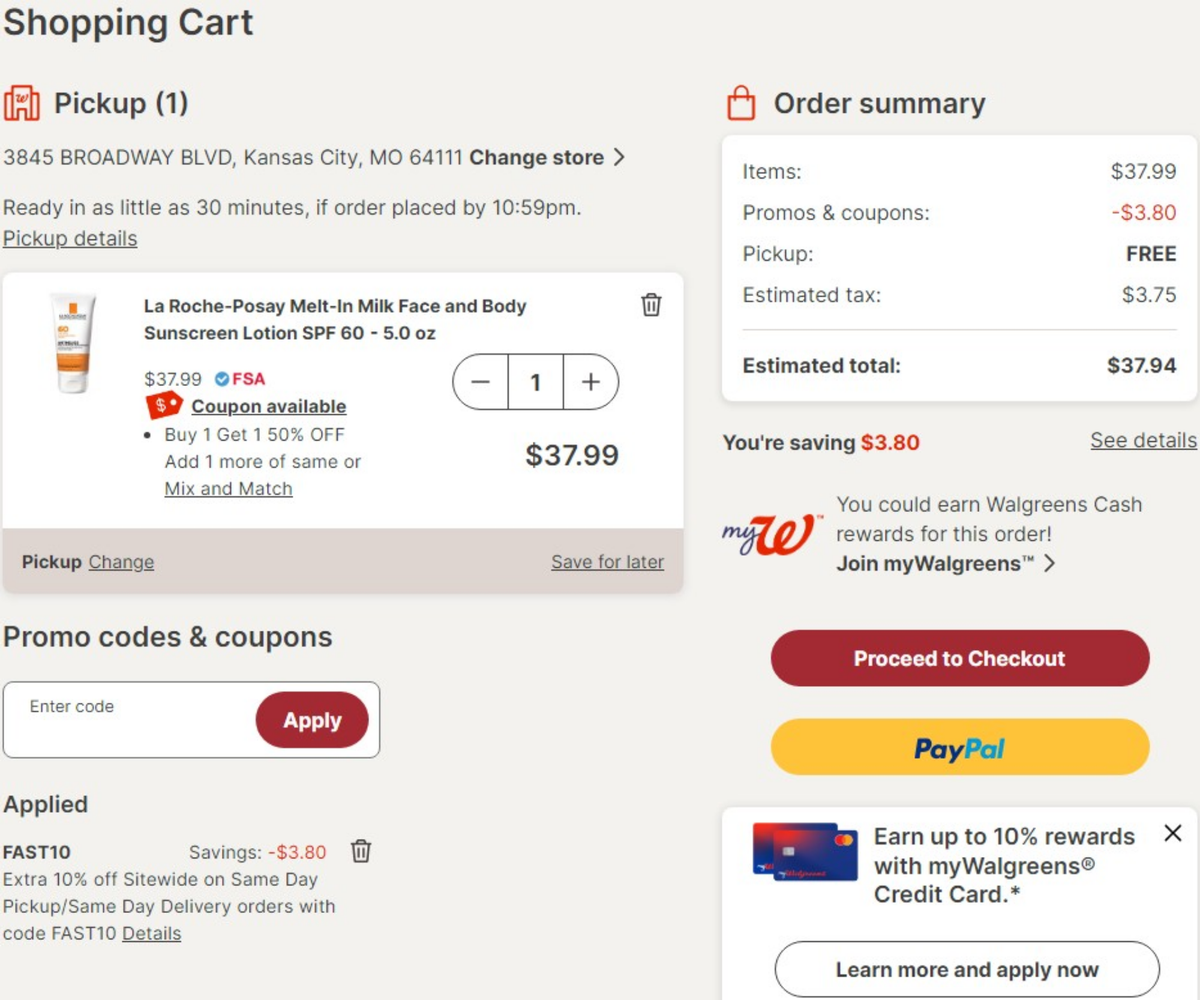 Shopping Cart
Pickup (1)
3845 BROADWAY BLVD, Kansas City, MO 64111 Change store
Ready in as little as 30 minutes, if order placed by 10:59pm.
Pickup details
La Roche-Posay Melt-In Milk Face and Body
Sunscreen Lotion SPF 60 - 5.0 oz
$37.99 FSA
Coupon available
Buy 1 Get 1 50% OFF
Add 1 more of same or
Mix and Match
− 1 +
$37.99
Pickup Change
Save for later
Promo codes & coupons
Enter code
Apply
Applied
FAST10 Savings: -$3.80
Extra 10% off Sitewide on Same Day
Pickup/Same Day Delivery orders with
code FAST10 Details
Order summary
Items: $37.99
Promos & coupons: -$3.80
Pickup: FREE
Estimated tax: $3.75
Estimated total: $37.94
You're saving $3.80
See details
myW™
You could earn Walgreens Cash
rewards for this order!
Join myWalgreens™
Proceed to Checkout
PayPal
Earn up to 10% rewards
with myWalgreens®
Credit Card.*
Learn more and apply now